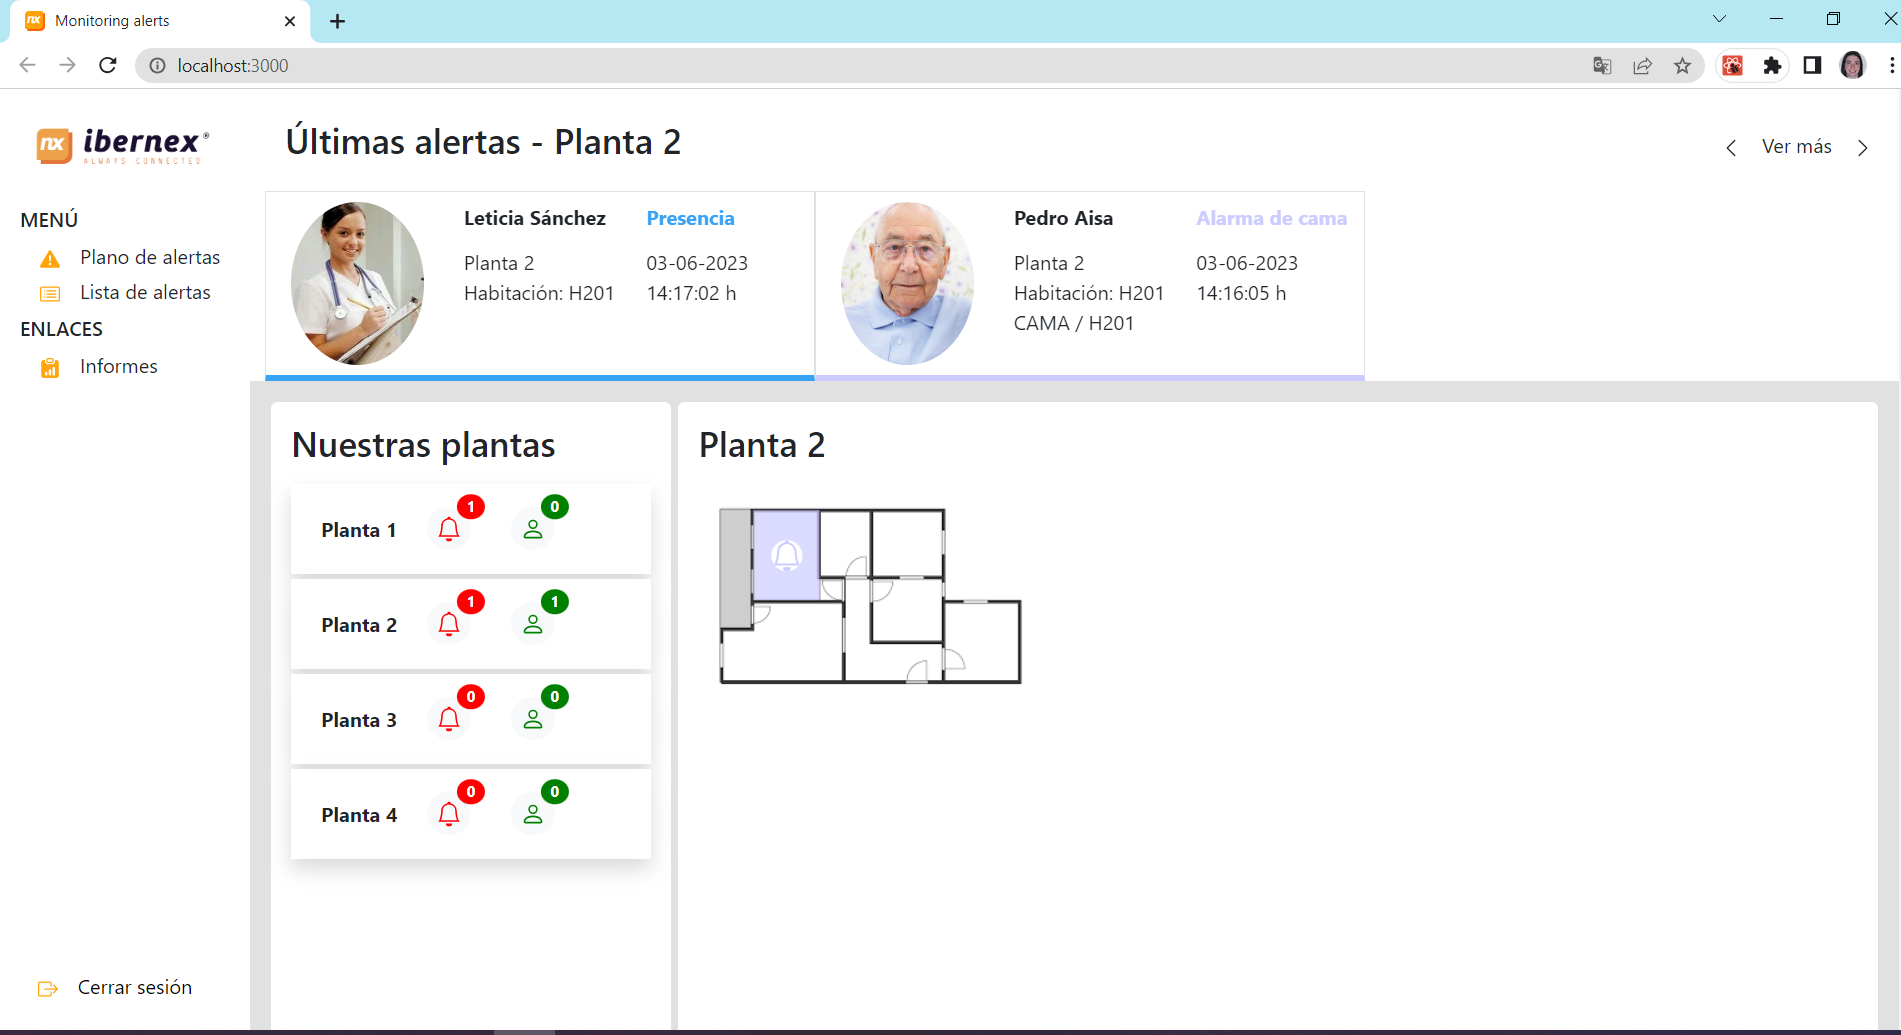 nx Monitoring alerts
localhost:3000
nx ibernex®
ALWAYS CONNECTED
MENÚ
Plano de alertas
Lista de alertas
ENLACES
Informes
Cerrar sesión
Últimas alertas - Planta 2
Ver más
Leticia Sánchez Presencia
Planta 2 03-06-2023
Habitación: H201 14:17:02 h
Pedro Aisa Alarma de cama
Planta 2 03-06-2023
Habitación: H201 14:16:05 h
CAMA / H201
Nuestras plantas
Planta 1 1 0
Planta 2 1 1
Planta 3 0 0
Planta 4 0 0
Planta 2